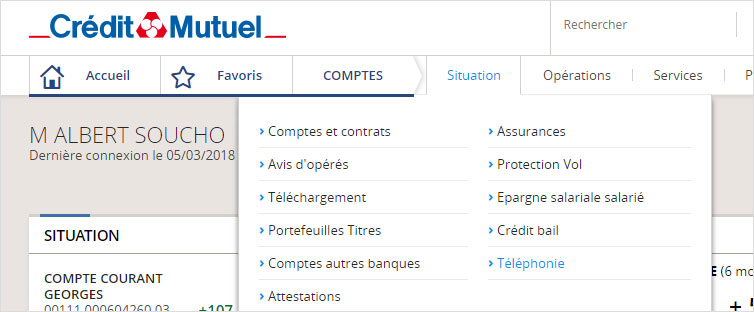 Crédit Mutuel
Rechercher
Accueil
Favoris
COMPTES
Situation
Opérations
Services
P
M ALBERT SOUCHO
Dernière connexion le 05/03/2018
Comptes et contrats
Avis d'opérés
Téléchargement
Portefeuilles Titres
Comptes autres banques
Attestations
Assurances
Protection Vol
Epargne salariale salarié
Crédit bail
Téléphonie
SITUATION
COMPTE COURANT
GEORGES
00111 000604260 03
+107
E (6 mo
+